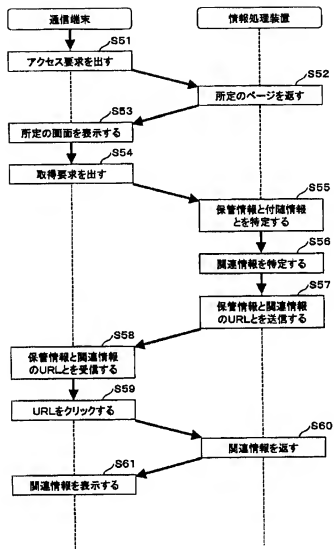 通信端末
情報処理装置
S51
アクセス要求を出す
S52
所定のページを返す
S53
所定の画面を表示する
S54
取得要求を出す
S55
保管情報と付随情報
とを特定する
S56
関連情報を特定する
S57
保管情報と関連情報
のURLとを送信する
S58
保管情報と関連情報
のURLとを受信する
S59
URLをクリックする
S60
関連情報を返す
S61
関連情報を表示する